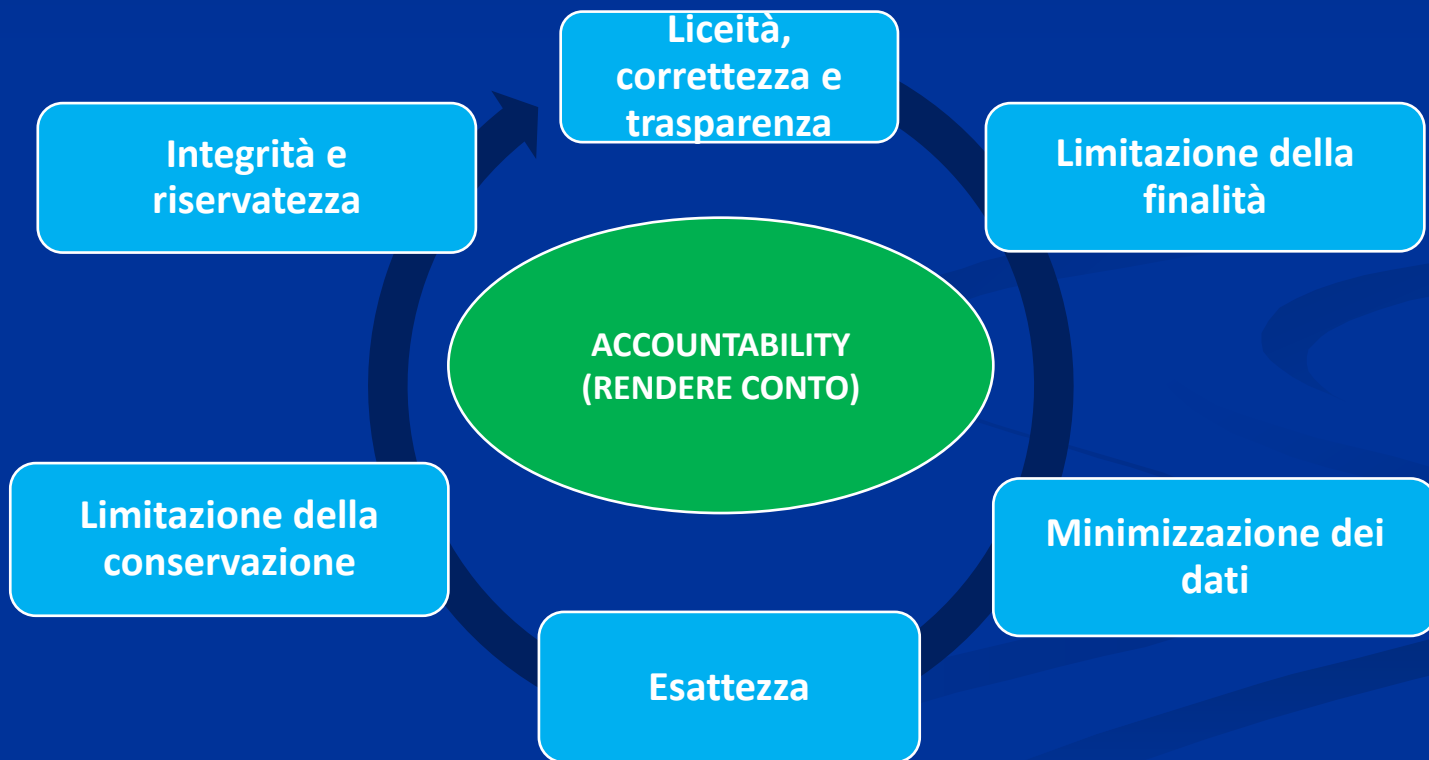 Liceità,
correttezza e
trasparenza
Limitazione della
finalità
Minimizzazione dei
dati
Esattezza
Limitazione della
conservazione
Integrità e
riservatezza
ACCOUNTABILITY
(RENDERE CONTO)